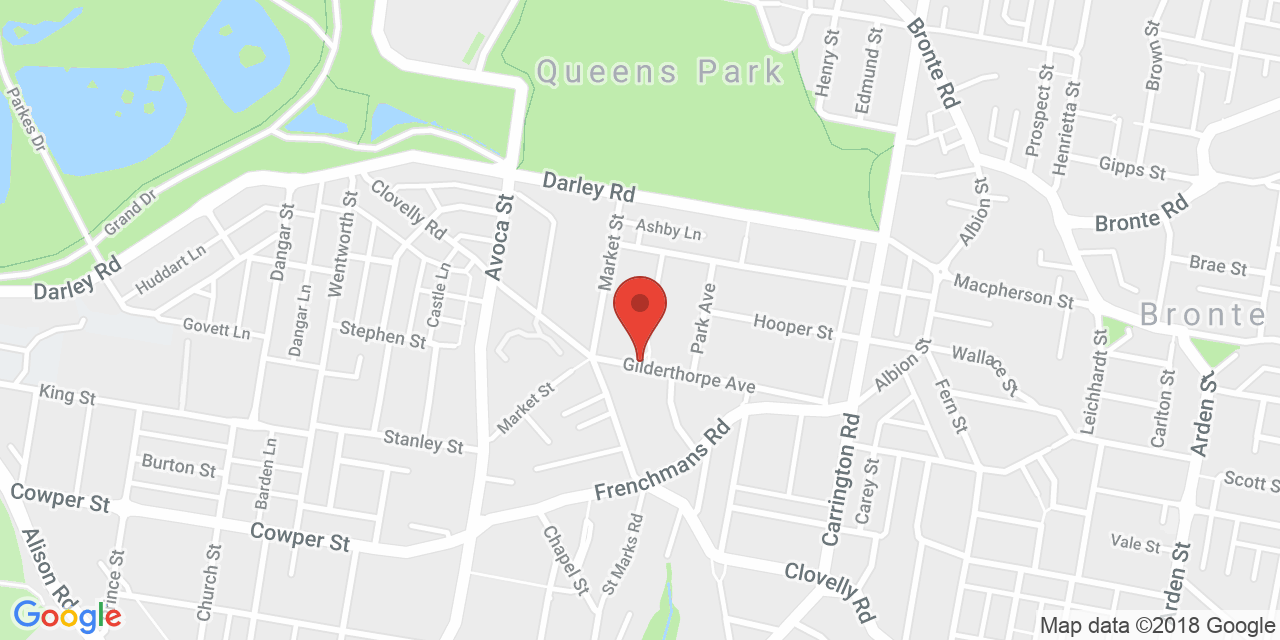 Queens Park
Bronte Rd
Henry St
Edmund St
Brown St
Prospect St
Henrietta St
Gipps St
Parkes Dr
Grand Dr
Darley Rd
Clovelly Rd
Avoca St
Market St
Ashby Ln
Albion St
Bronte Rd
Huddart Ln
Dangar St
Wentworth St
Darley Rd
Brae St
Macpherson St
Bronte
Castle Ln
Park Ave
Hooper St
Govett Ln
Dangar Ln
Stephen St
Wallace St
Leichhardt St
Albion St
Gilderthorpe Ave
King St
Market St
Fern St
Carlton St
Arden St
Stanley St
Burton St
Barden Ln
Frenchmans Rd
Carrington Rd
Carey St
Scott S
Cowper St
Cowper St
Alison Rd
Prince St
Church St
Chapel St
St Marks Rd
Clovelly Rd
Vale St
Arden St
Google
Map data ©2018 Google